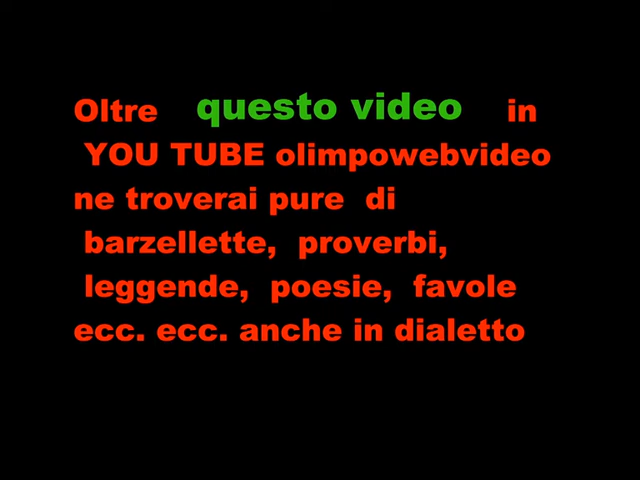 Oltre questo video in
YOU TUBE olimpowebvideo
ne troverai pure di
barzellette, proverbi,
leggende, poesie, favole
ecc. ecc. anche in dialetto